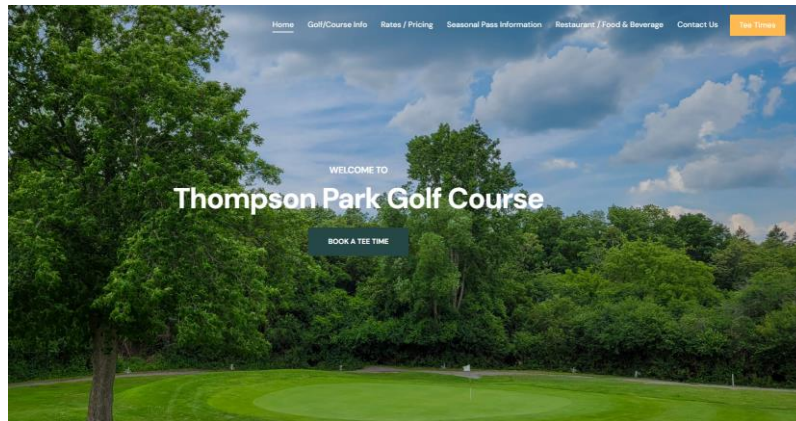 Home Golf/Course Info Rates / Pricing Seasonal Pass Information Restaurant / Food & Beverage Contact Us Tee Times
WELCOME TO
Thompson Park Golf Course
BOOK A TEE TIME